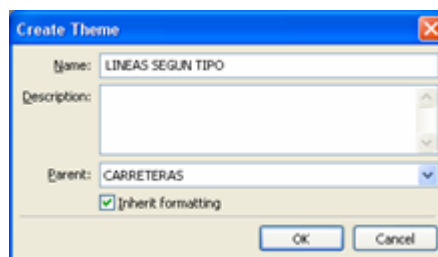 Create Theme
Name: LINEAS SEGUN TIPO
Description:
Parent: CARRETERAS
Inherit formatting
OK Cancel